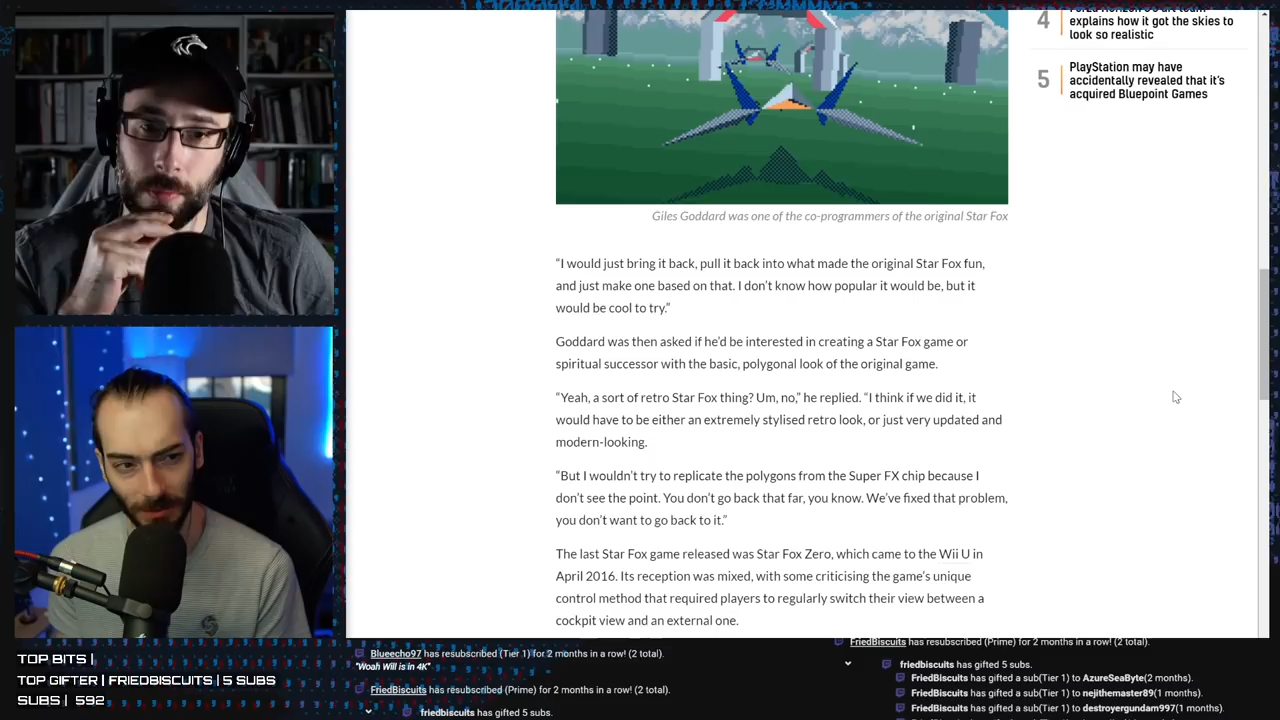 4
explains how it got the skies to
look so realistic
5
PlayStation may have
accidentally revealed that it's
acquired Bluepoint Games
Giles Goddard was one of the co-programmers of the original Star Fox
“I would just bring it back, pull it back into what made the original Star Fox fun,
and just make one based on that. I don’t know how popular it would be, but it
would be cool to try.”
Goddard was then asked if he’d be interested in creating a Star Fox game or
spiritual successor with the basic, polygonal look of the original game.
“Yeah, a sort of retro Star Fox thing? Um, no,” he replied. “I think if we did it, it
would have to be either an extremely stylised retro look, or just very updated and
modern-looking.
“But I wouldn’t try to replicate the polygons from the Super FX chip because I
don’t see the point. You don’t go back that far, you know. We’ve fixed that problem,
you don’t want to go back to it.”
The last Star Fox game released was Star Fox Zero, which came to the Wii U in
April 2016. Its reception was mixed, with some criticising the game’s unique
control method that required players to regularly switch their view between a
cockpit view and an external one.
TOP BITS |
TOP GIFTER | FRIEDBISCUITS | 5 SUBS
SUBS | 592
Blueecho97 has resubscribed (Tier 1) for 2 months in a row! (2 total).
"Woah Will is in 4K"
FriedBiscuits has resubscribed (Prime) for 2 months in a row! (2 total).
friedbiscuits has gifted 5 subs.
FriedBiscuits has resubscribed (Prime) for 2 months in a row! (2 total).
friedbiscuits has gifted 5 subs.
FriedBiscuits has gifted a sub(Tier 1) to AzureSeaByte(2 months).
FriedBiscuits has gifted a sub(Tier 1) to nejithemaster89(1 months).
FriedBiscuits has gifted a sub(Tier 1) to destroyergundam997(1 months).